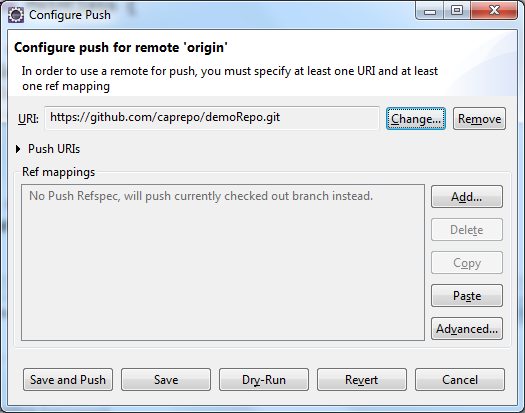 Configure Push
Configure push for remote 'origin'
In order to use a remote for push, you must specify at least one URI and at least
one ref mapping
URI: https://github.com/caprepo/demoRepo.git Change... Remove
Push URIs
Ref mappings
No Push Refspec, will push currently checked out branch instead.
Add...
Delete
Copy
Paste
Advanced...
Save and Push Save Dry-Run Revert Cancel